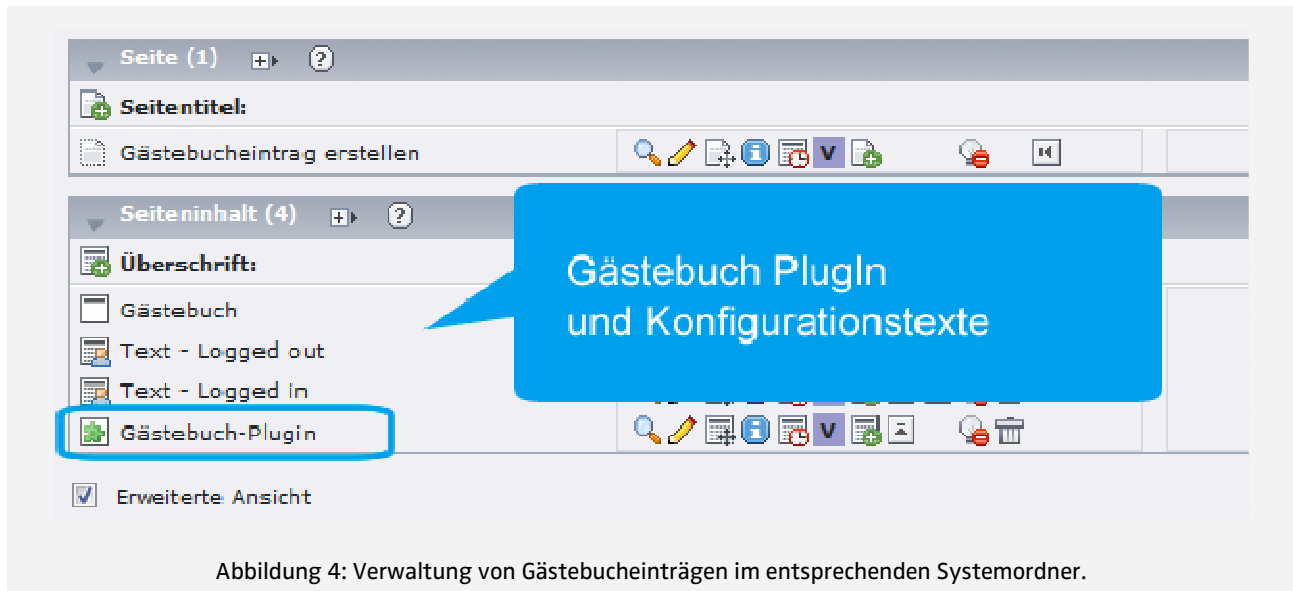 Seite (1)
Seitentitel:
Gästebucheintrag erstellen
V
Seiteninhalt (4)
Überschrift:
Gästebuch
Text - Logged out
Text - Logged in
Gästebuch-Plugin
V
Gästebuch PlugIn
und Konfigurationstexte
Erweiterte Ansicht
Abbildung 4: Verwaltung von Gästebucheinträgen im entsprechenden Systemordner.